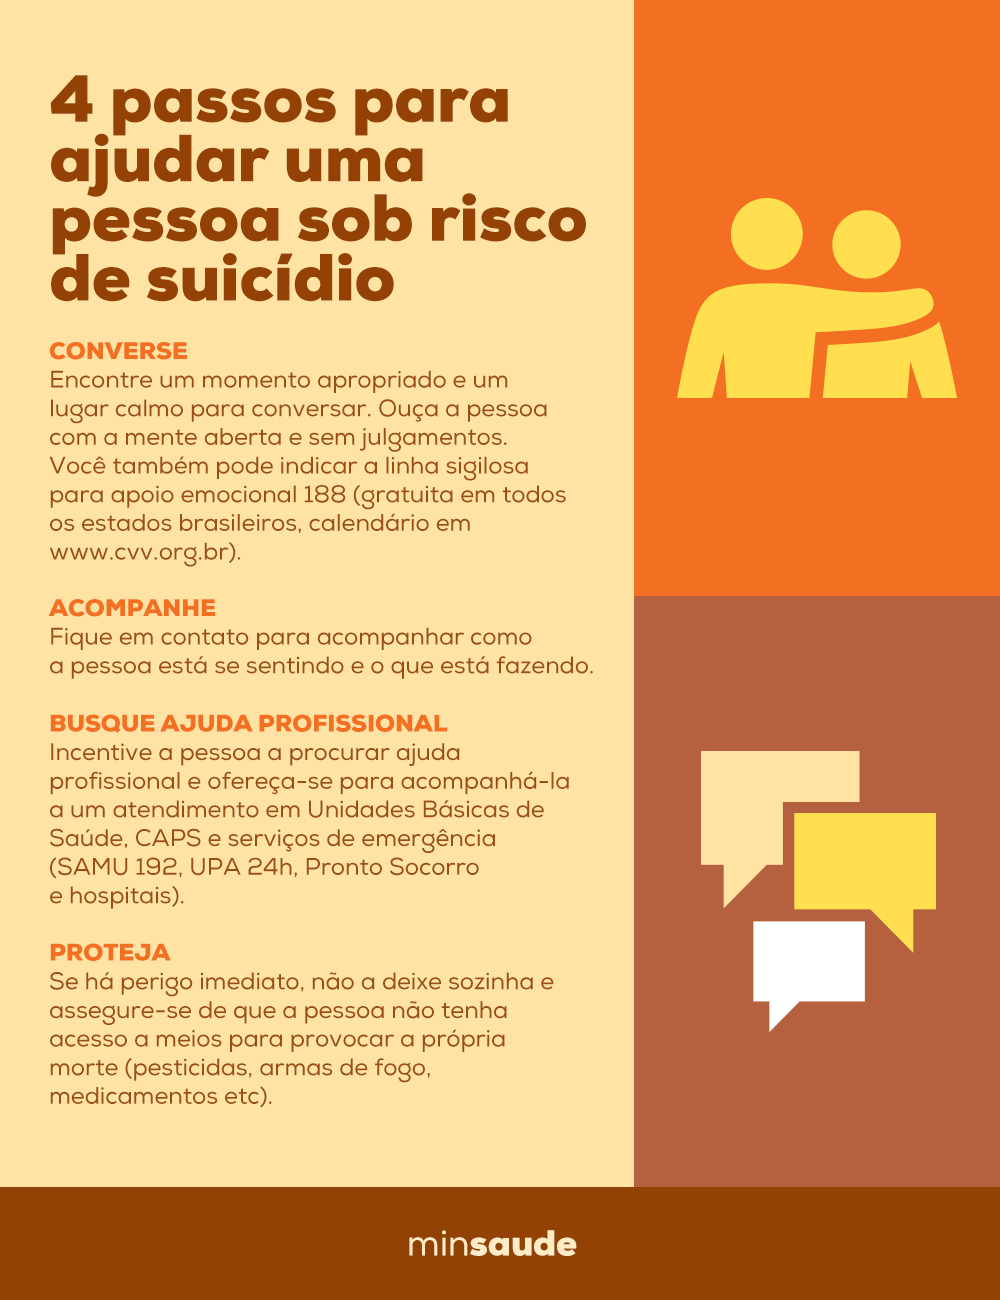 4 passos para
ajudar uma
pessoa sob risco
de suicídio
CONVERSE
Encontre um momento apropriado e um
lugar calmo para conversar. Ouça a pessoa
com a mente aberta e sem julgamentos.
Você também pode indicar a linha sigilosa
para apoio emocional 188 (gratuita em todos
os estados brasileiros, calendário em
www.cvv.org.br).
ACOMPANHE
Fique em contato para acompanhar como
a pessoa está se sentindo e o que está fazendo.
BUSQUE AJUDA PROFISSIONAL
Incentive a pessoa a procurar ajuda
profissional e ofereça-se para acompanhá-la
a um atendimento em Unidades Básicas de
Saúde, CAPS e serviços de emergência
(SAMU 192, UPA 24h, Pronto Socorro
e hospitais).
PROTEJA
Se há perigo imediato, não a deixe sozinha e
assegure-se de que a pessoa não tenha
acesso a meios para provocar a própria
morte (pesticidas, armas de fogo,
medicamentos etc).
minsaude